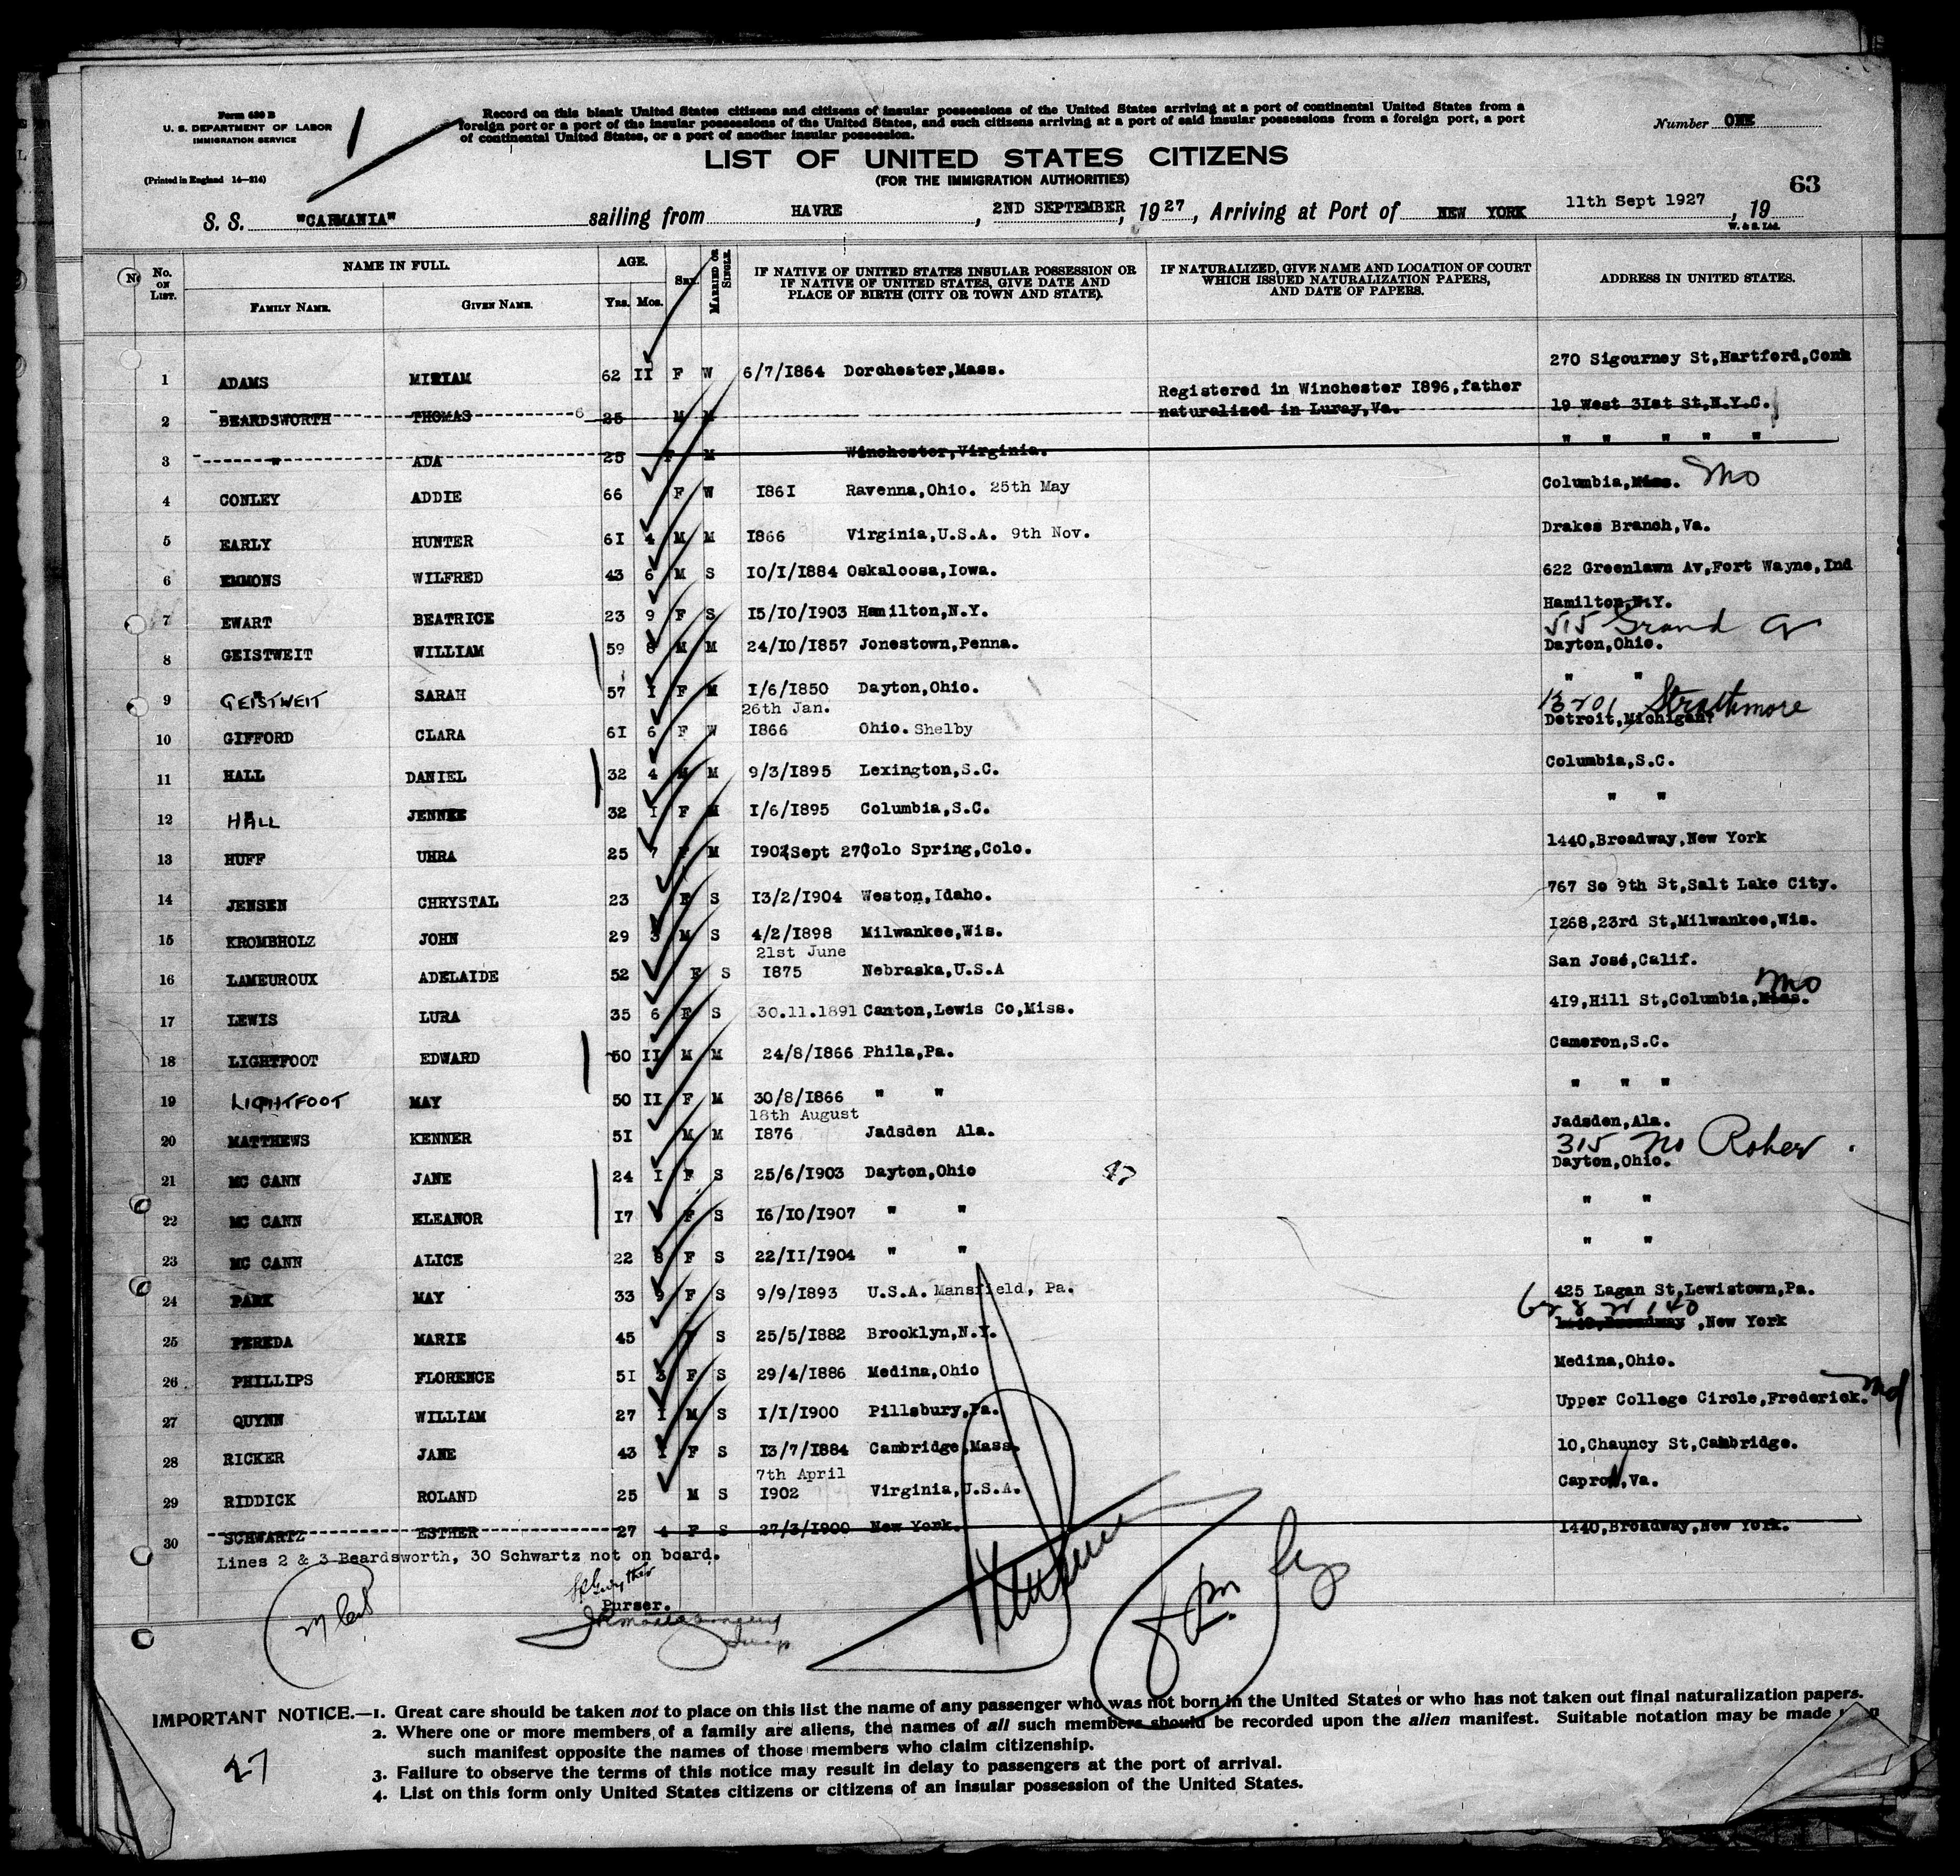 Form 630 B
U. S. DEPARTMENT OF LABOR
IMMIGRATION SERVICE
(Printed in England 14—214)
Record on this blank United States citizens and citizens of insular possessions of the United States arriving at a port of continental United States from a
foreign port or a port of the insular possessions of the United States, and such citizens arriving at a port of said insular possessions from a foreign port, a port
of continental United States, or a port of another insular possession.
Number ONE
LIST OF UNITED STATES CITIZENS
(FOR THE IMMIGRATION AUTHORITIES)
63
S. S. "CARMANIA" sailing from HAVRE, 2ND SEPTEMBER, 1927, Arriving at Port of NEW YORK 11th Sept 1927, 19
W. & S. Ltd.
No. ON LIST. NAME IN FULL. FAMILY NAME. GIVEN NAME. AGE. Yrs. Mos. SEX. MARRIED OR SINGLE. IF NATIVE OF UNITED STATES INSULAR POSSESSION OR IF NATIVE OF UNITED STATES, GIVE DATE AND PLACE OF BIRTH (CITY OR TOWN AND STATE). IF NATURALIZED, GIVE NAME AND LOCATION OF COURT WHICH ISSUED NATURALIZATION PAPERS, AND DATE OF PAPERS. ADDRESS IN UNITED STATES.
1 ADAMS MIRIAM 62 II F W 6/7/1864 Dorchester,Mass. 270 Sigourney St,Hartford,Conn
2 BEARDSWORTH THOMAS 6 25 M M Registered in Winchester 1896,father naturalized in Luray,Va. 19 West 31st St,N.Y.C.
3 " ADA 25 F M Winchester,Virginia. " " " " "
4 CONLEY ADDIE 66 F W 1861 Ravenna,Ohio. 25th May Columbia,Miss. Mo
5 EARLY HUNTER 61 4 M M 1866 Virginia,U.S.A. 9th Nov. Drakes Branch,Va.
6 EMMONS WILFRED 43 6 M S 10/1/1884 Oskaloosa,Iowa. 622 Greenlawn Av,Fort Wayne,Ind
7 EWART BEATRICE 23 9 F S 15/10/1903 Hamilton,N.Y. Hamilton,N.Y.
515 Grand Av
8 GEISTWEIT WILLIAM 59 8 M M 24/10/1857 Jonestown,Penna. Dayton,Ohio.
9 GEISTWEIT SARAH 57 1 F M 1/6/1850 Dayton,Ohio. " "
26th Jan. 13201 Strathmore
10 GIFFORD CLARA 61 6 F W 1866 Ohio. Shelby Detroit,Michigan.
11 HALL DANIEL 32 4 M M 9/3/1895 Lexington,S.C. Columbia,S.C.
12 HALL JENNEE 32 1 F M 1/6/1895 Columbia,S.C. " "
13 HUFF UHRA 25 7 F M 1902(Sept 27)Colo Spring,Colo. 1440,Broadway,New York
14 JENSEN CHRYSTAL 23 F S 13/2/1904 Weston,Idaho. 767 So 9th St,Salt Lake City.
15 KROMBHOLZ JOHN 29 3 M S 4/2/1898 Milwankee,Wis. 1268,23rd St,Milwankee,Wis.
21st June
16 LAMEUROUX ADELAIDE 52 F S 1875 Nebraska,U.S.A San José,Calif.
17 LEWIS LURA 35 6 F S 30.11.1891 Canton,Lewis Co,Miss. 419,Hill St,Columbia,Miss. Mo
18 LIGHTFOOT EDWARD 50 II M M 24/8/1866 Phila,Pa. Cameron,S.C.
19 LIGHTFOOT MAY 50 II F M 30/8/1866 " " " " "
18th August
20 MATTHEWS KENNER 51 M M 1876 Jadsden Ala. Jadsden,Ala.
315 No Rober
21 MC CANN JANE 24 1 F S 25/6/1903 Dayton,Ohio 47 Dayton,Ohio.
22 MC CANN ELEANOR 17 F S 16/10/1907 " " " "
23 MC CANN ALICE 22 8 F S 22/11/1904 " " " "
24 PARK MAY 33 9 F S 9/9/1893 U.S.A. Mansfield, Pa. 425 Lagan St,Lewistown,Pa.
25 PEREDA MARIE 45 F S 25/5/1882 Brooklyn,N.Y. 1440,Broadway ,New York
26 PHILLIPS FLORENCE 51 3 F S 29/4/1886 Medina,Ohio Medina,Ohio.
27 QUYNN WILLIAM 27 1 M S 1/1/1900 Pillsbury,Pa. Upper College Circle,Frederick. Md
28 RICKER JANE 43 1 F S 13/7/1884 Cambridge,Mass. 10,Chauncy St,Cambridge.
7th April
29 RIDDICK ROLAND 25 M S 1902 Virginia,U.S.A. Capron,Va.
30 SCHWARTZ ESTHER 27 4 F S 27/3/1900 New York. 1440,Broadway,New York.
Lines 2 & 3 Beardsworth, 30 Schwartz not on board.
Purser.
IMPORTANT NOTICE.—1. Great care should be taken not to place on this list the name of any passenger who was not born in the United States or who has not taken out final naturalization papers.
2. Where one or more members of a family are aliens, the names of all such members should be recorded upon the alien manifest. Suitable notation may be made upon
such manifest opposite the names of those members who claim citizenship.
3. Failure to observe the terms of this notice may result in delay to passengers at the port of arrival.
4. List on this form only United States citizens or citizens of an insular possession of the United States.
27